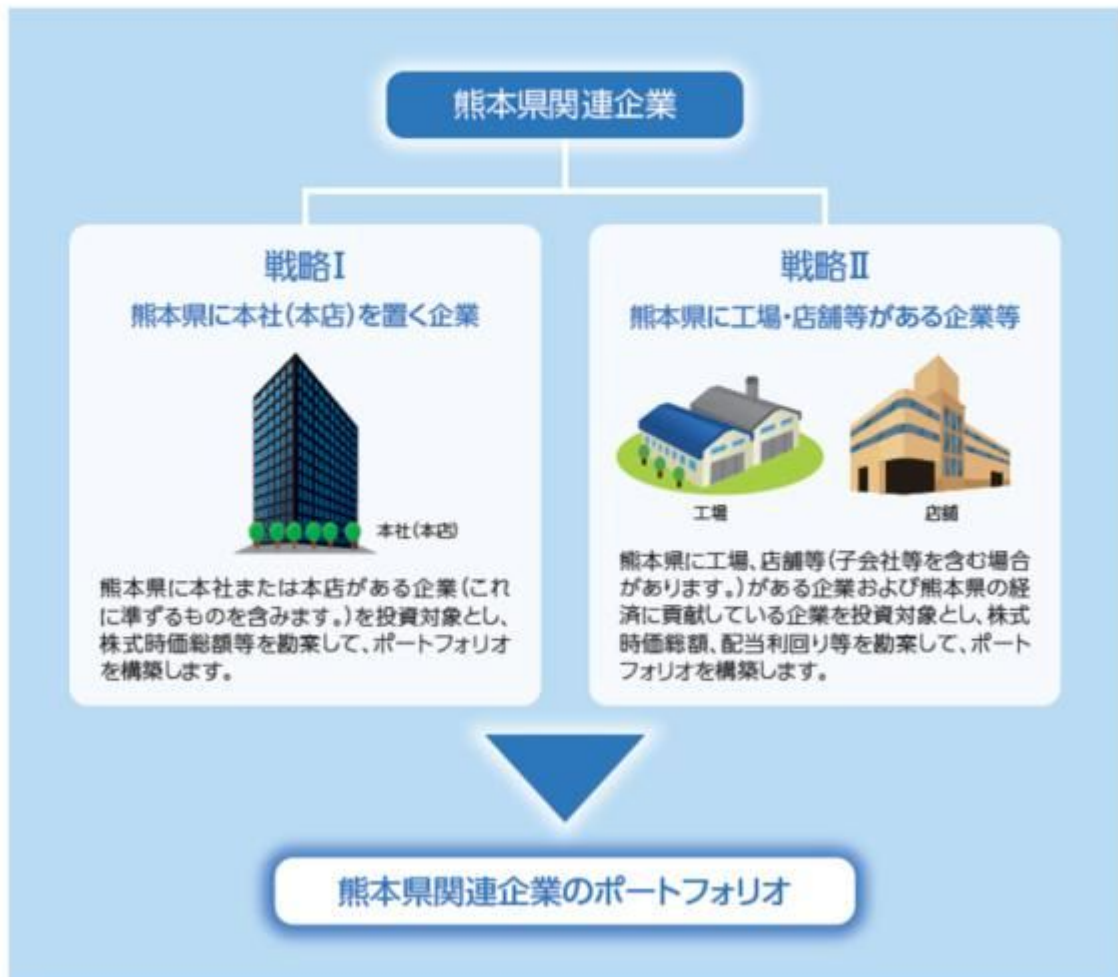 熊本県関連企業
戦略Ⅰ
熊本県に本社(本店)を置く企業
本社(本店)
熊本県に本社または本店がある企業(これ
に準ずるものを含みます。)を投資対象とし、
株式時価総額等を勘案して、ポートフォリオ
を構築します。
戦略Ⅱ
熊本県に工場・店舗等がある企業等
工場
店舗
熊本県に工場、店舗等(子会社等を含む場合
があります。)がある企業および熊本県の経
済に貢献している企業を投資対象とし、株式
時価総額、配当利回り等を勘案して、ポート
フォリオを構築します。
熊本県関連企業のポートフォリオ